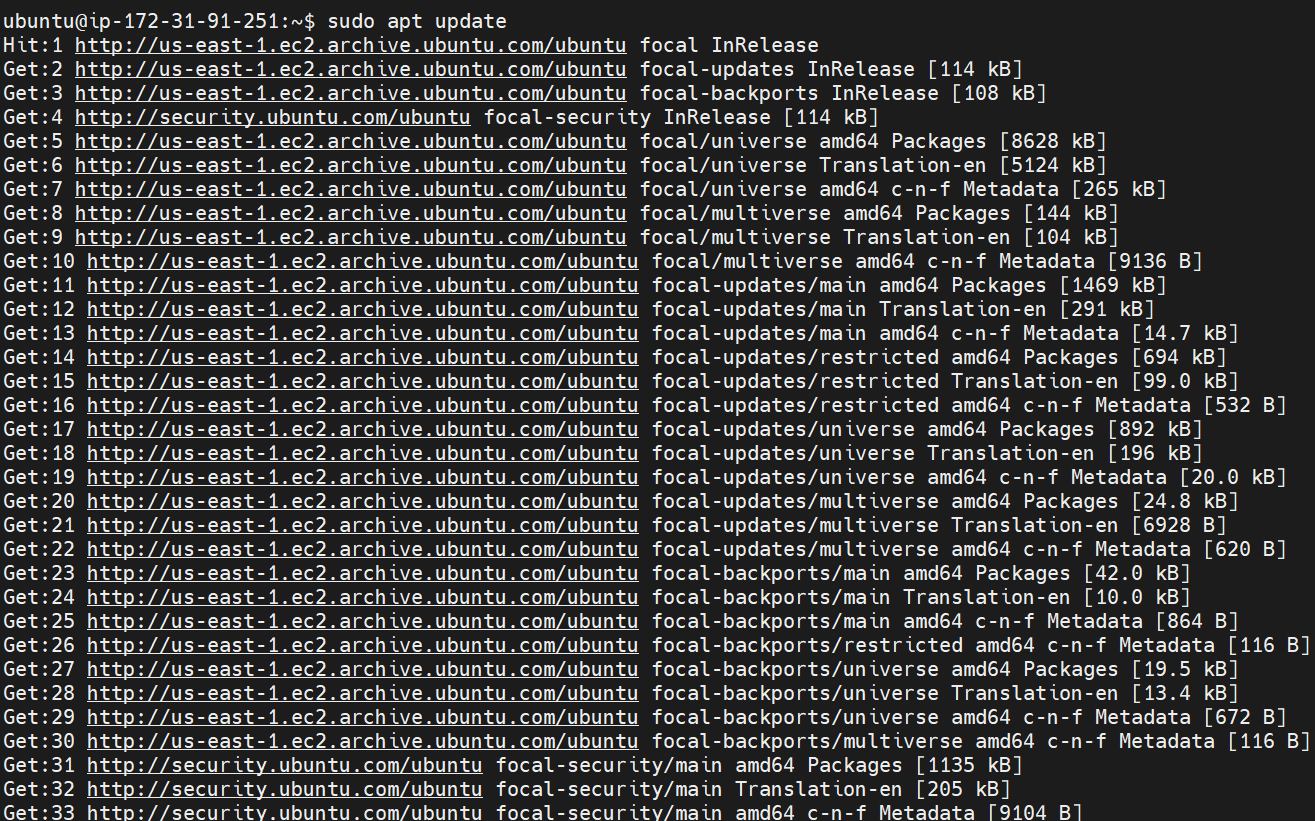 ubuntu@ip-172-31-91-251:~$ sudo apt update
Hit:1 http://us-east-1.ec2.archive.ubuntu.com/ubuntu focal InRelease
Get:2 http://us-east-1.ec2.archive.ubuntu.com/ubuntu focal-updates InRelease [114 kB]
Get:3 http://us-east-1.ec2.archive.ubuntu.com/ubuntu focal-backports InRelease [108 kB]
Get:4 http://security.ubuntu.com/ubuntu focal-security InRelease [114 kB]
Get:5 http://us-east-1.ec2.archive.ubuntu.com/ubuntu focal/universe amd64 Packages [8628 kB]
Get:6 http://us-east-1.ec2.archive.ubuntu.com/ubuntu focal/universe Translation-en [5124 kB]
Get:7 http://us-east-1.ec2.archive.ubuntu.com/ubuntu focal/universe amd64 c-n-f Metadata [265 kB]
Get:8 http://us-east-1.ec2.archive.ubuntu.com/ubuntu focal/multiverse amd64 Packages [144 kB]
Get:9 http://us-east-1.ec2.archive.ubuntu.com/ubuntu focal/multiverse Translation-en [104 kB]
Get:10 http://us-east-1.ec2.archive.ubuntu.com/ubuntu focal/multiverse amd64 c-n-f Metadata [9136 B]
Get:11 http://us-east-1.ec2.archive.ubuntu.com/ubuntu focal-updates/main amd64 Packages [1469 kB]
Get:12 http://us-east-1.ec2.archive.ubuntu.com/ubuntu focal-updates/main Translation-en [291 kB]
Get:13 http://us-east-1.ec2.archive.ubuntu.com/ubuntu focal-updates/main amd64 c-n-f Metadata [14.7 kB]
Get:14 http://us-east-1.ec2.archive.ubuntu.com/ubuntu focal-updates/restricted amd64 Packages [694 kB]
Get:15 http://us-east-1.ec2.archive.ubuntu.com/ubuntu focal-updates/restricted Translation-en [99.0 kB]
Get:16 http://us-east-1.ec2.archive.ubuntu.com/ubuntu focal-updates/restricted amd64 c-n-f Metadata [532 B]
Get:17 http://us-east-1.ec2.archive.ubuntu.com/ubuntu focal-updates/universe amd64 Packages [892 kB]
Get:18 http://us-east-1.ec2.archive.ubuntu.com/ubuntu focal-updates/universe Translation-en [196 kB]
Get:19 http://us-east-1.ec2.archive.ubuntu.com/ubuntu focal-updates/universe amd64 c-n-f Metadata [20.0 kB]
Get:20 http://us-east-1.ec2.archive.ubuntu.com/ubuntu focal-updates/multiverse amd64 Packages [24.8 kB]
Get:21 http://us-east-1.ec2.archive.ubuntu.com/ubuntu focal-updates/multiverse Translation-en [6928 B]
Get:22 http://us-east-1.ec2.archive.ubuntu.com/ubuntu focal-updates/multiverse amd64 c-n-f Metadata [620 B]
Get:23 http://us-east-1.ec2.archive.ubuntu.com/ubuntu focal-backports/main amd64 Packages [42.0 kB]
Get:24 http://us-east-1.ec2.archive.ubuntu.com/ubuntu focal-backports/main Translation-en [10.0 kB]
Get:25 http://us-east-1.ec2.archive.ubuntu.com/ubuntu focal-backports/main amd64 c-n-f Metadata [864 B]
Get:26 http://us-east-1.ec2.archive.ubuntu.com/ubuntu focal-backports/restricted amd64 c-n-f Metadata [116 B]
Get:27 http://us-east-1.ec2.archive.ubuntu.com/ubuntu focal-backports/universe amd64 Packages [19.5 kB]
Get:28 http://us-east-1.ec2.archive.ubuntu.com/ubuntu focal-backports/universe Translation-en [13.4 kB]
Get:29 http://us-east-1.ec2.archive.ubuntu.com/ubuntu focal-backports/universe amd64 c-n-f Metadata [672 B]
Get:30 http://us-east-1.ec2.archive.ubuntu.com/ubuntu focal-backports/multiverse amd64 c-n-f Metadata [116 B]
Get:31 http://security.ubuntu.com/ubuntu focal-security/main amd64 Packages [1135 kB]
Get:32 http://security.ubuntu.com/ubuntu focal-security/main Translation-en [205 kB]
Get:33 http://security.ubuntu.com/ubuntu focal-security/main amd64 c-n-f Metadata [9104 B]